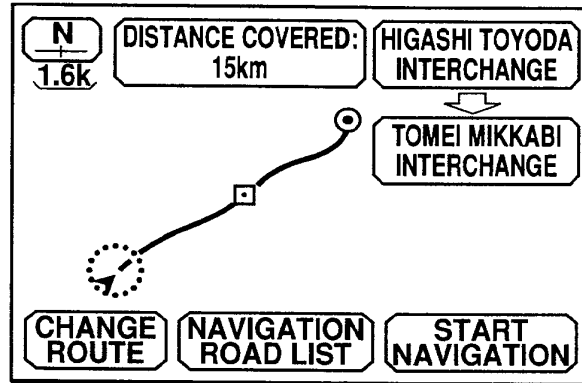 N
1.6k
DISTANCE COVERED:
15km
HIGASHI TOYODA
INTERCHANGE
TOMEI MIKKABI
INTERCHANGE
CHANGE
ROUTE
NAVIGATION
ROAD LIST
START
NAVIGATION